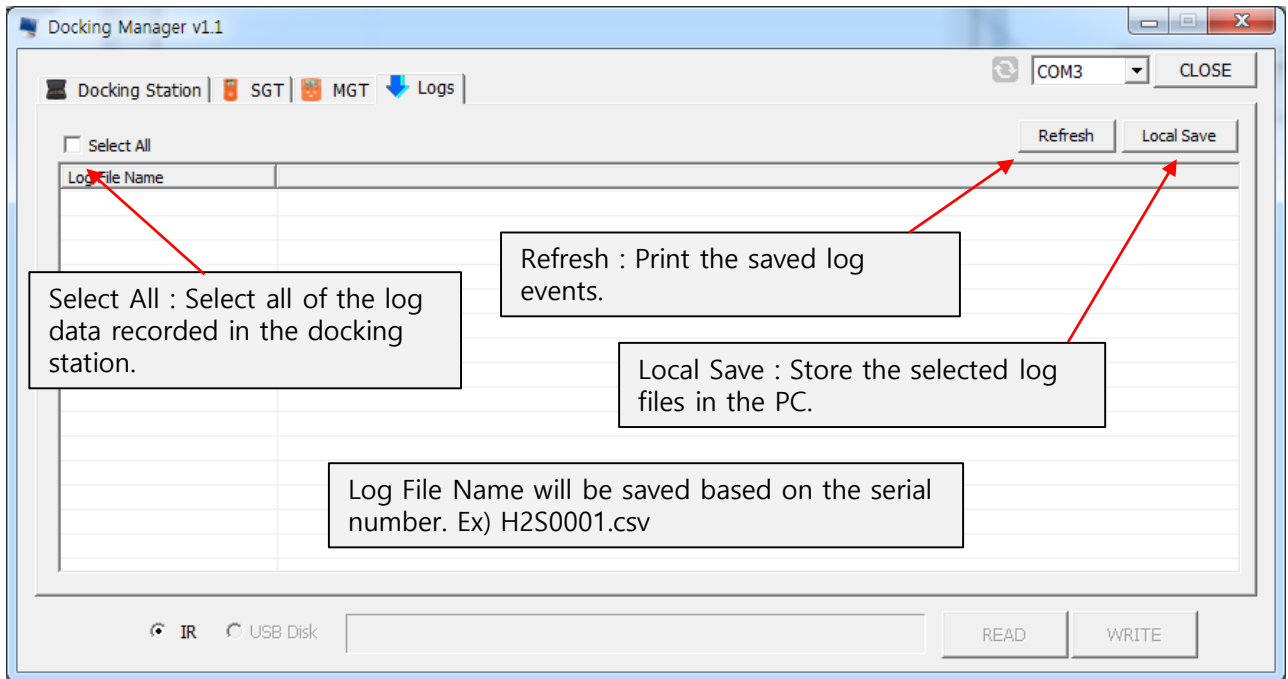 Docking Manager v1.1
COM3
CLOSE
Docking Station
SGT
MGT
Logs
Select All
Refresh
Local Save
Log File Name
Refresh : Print the saved log
events.
Select All : Select all of the log
data recorded in the docking
station.
Local Save : Store the selected log
files in the PC.
Log File Name will be saved based on the serial
number. Ex) H2S0001.csv
IR
USB Disk
READ
WRITE